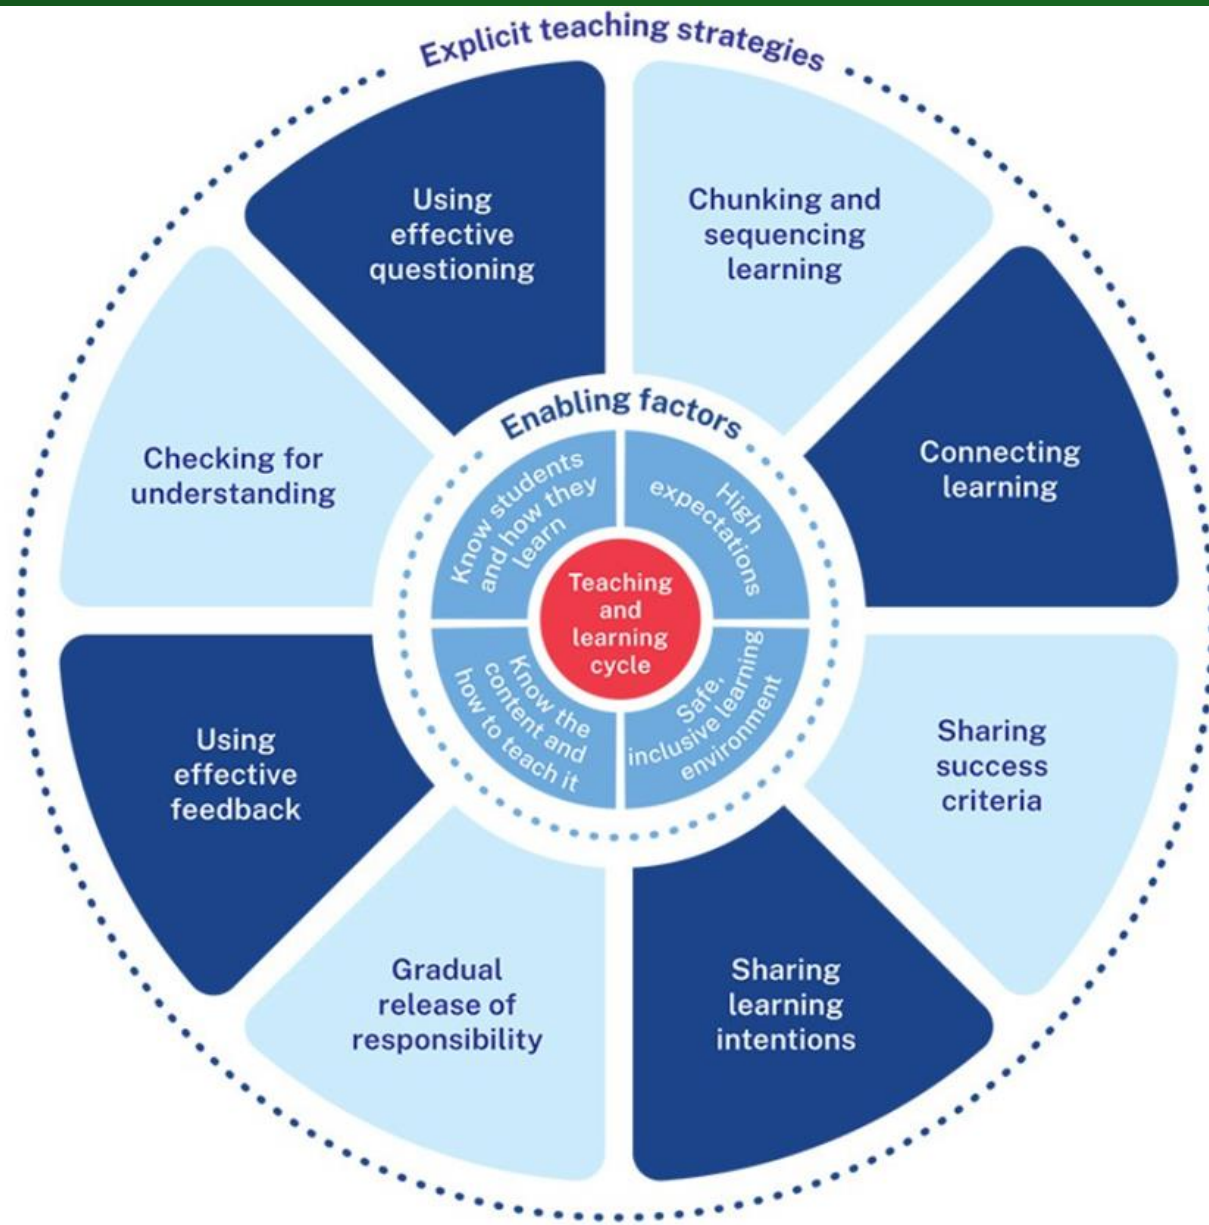 Explicit teaching strategies
Using
effective
questioning
Chunking and
sequencing
learning
Checking for
understanding
Connecting
learning
Enabling factors
Know students
and how they
learn
High
expectations
Teaching
and
learning
cycle
Know the
content and
how to teach it
Safe,
inclusive learning
environment
Using
effective
feedback
Sharing
success
criteria
Gradual
release of
responsibility
Sharing
learning
intentions